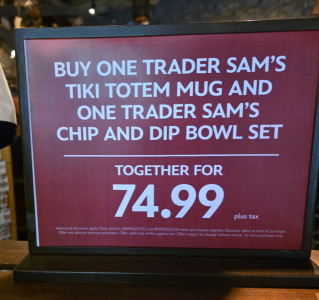 BUY ONE TRADER SAM'S
TIKI TOTEM MUG AND
ONE TRADER SAM'S
CHIP AND DIP BOWL SET
TOGETHER FOR
74.99 plus tax